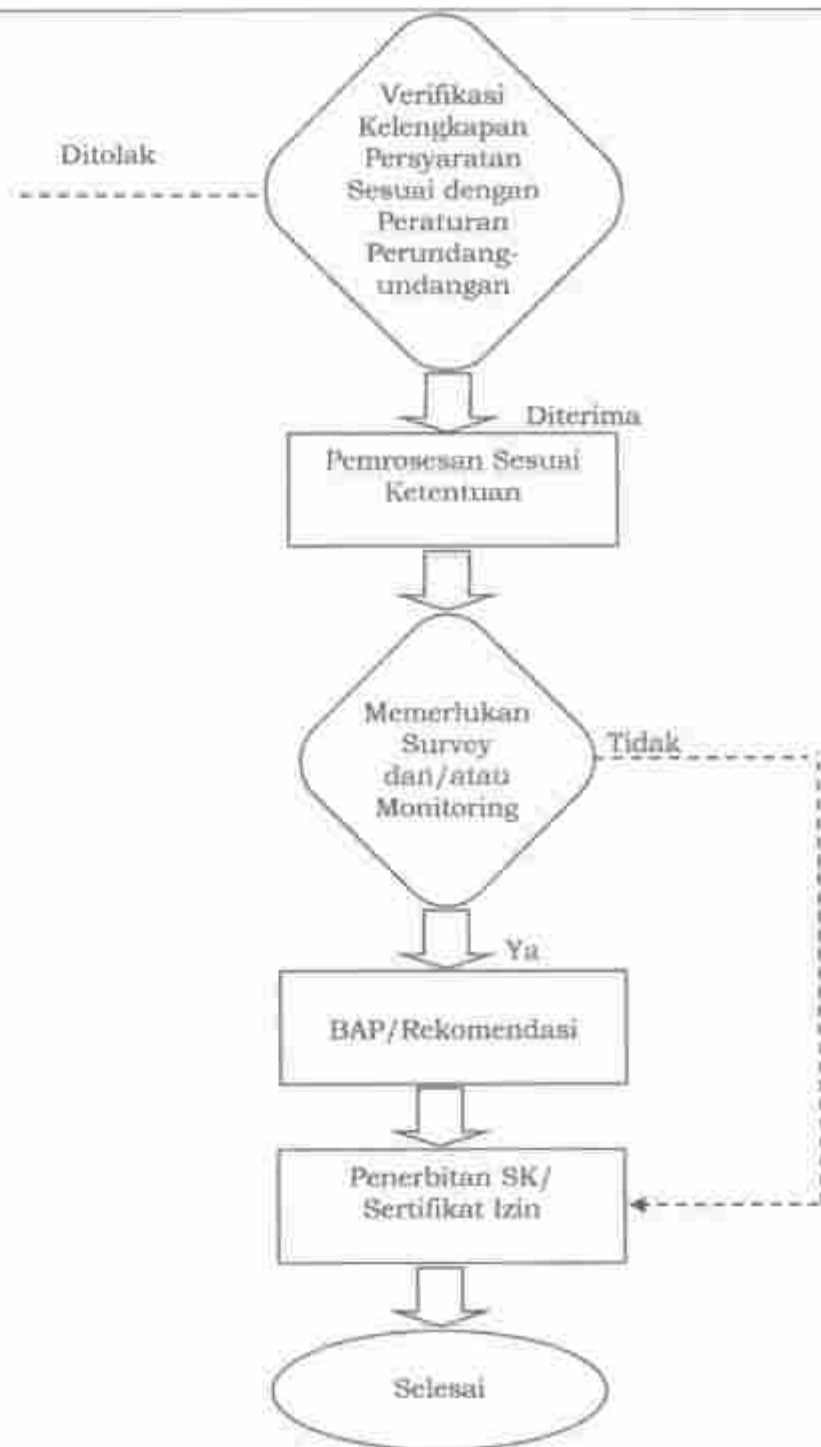 Verifikasi
Kelengkapan
Persyaratan
Sesuai dengan
Peraturan
Perundang-
undangan
Ditolak
Diterima
Pemrosesan Sesuai
Ketentuan
Memerlukan
Survey
dan/atau
Monitoring
Tidak
Ya
BAP/Rekomendasi
Penerbitan SK/
Sertifikat Izin
Selesai